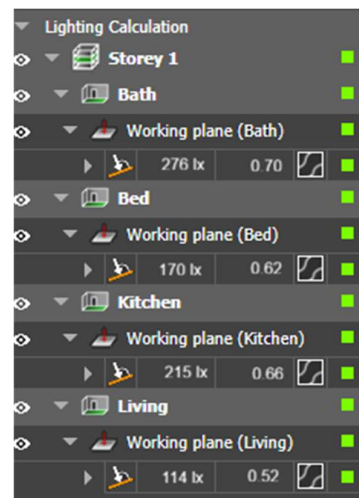 Lighting Calculation
Storey 1
Bath
Working plane (Bath)
276 lx 0.70
Bed
Working plane (Bed)
170 lx 0.62
Kitchen
Working plane (Kitchen)
215 lx 0.66
Living
Working plane (Living)
114 lx 0.52